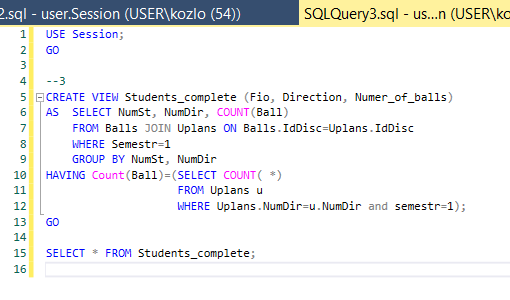 2.sql - user.Session (USER\kozlo (54)) SQLQuery3.sql - us...n (USER\ko
1 USE Session;
2 GO
3
4 --3
5 CREATE VIEW Students_complete (Fio, Direction, Numer_of_balls)
6 AS SELECT NumSt, NumDir, COUNT(Ball)
7 FROM Balls JOIN Uplans ON Balls.IdDisc=Uplans.IdDisc
8 WHERE Semestr=1
9 GROUP BY NumSt, NumDir
10 HAVING Count(Ball)=(SELECT COUNT( *)
11 FROM Uplans u
12 WHERE Uplans.NumDir=u.NumDir and semestr=1);
13 GO
14
15 SELECT * FROM Students_complete;
16